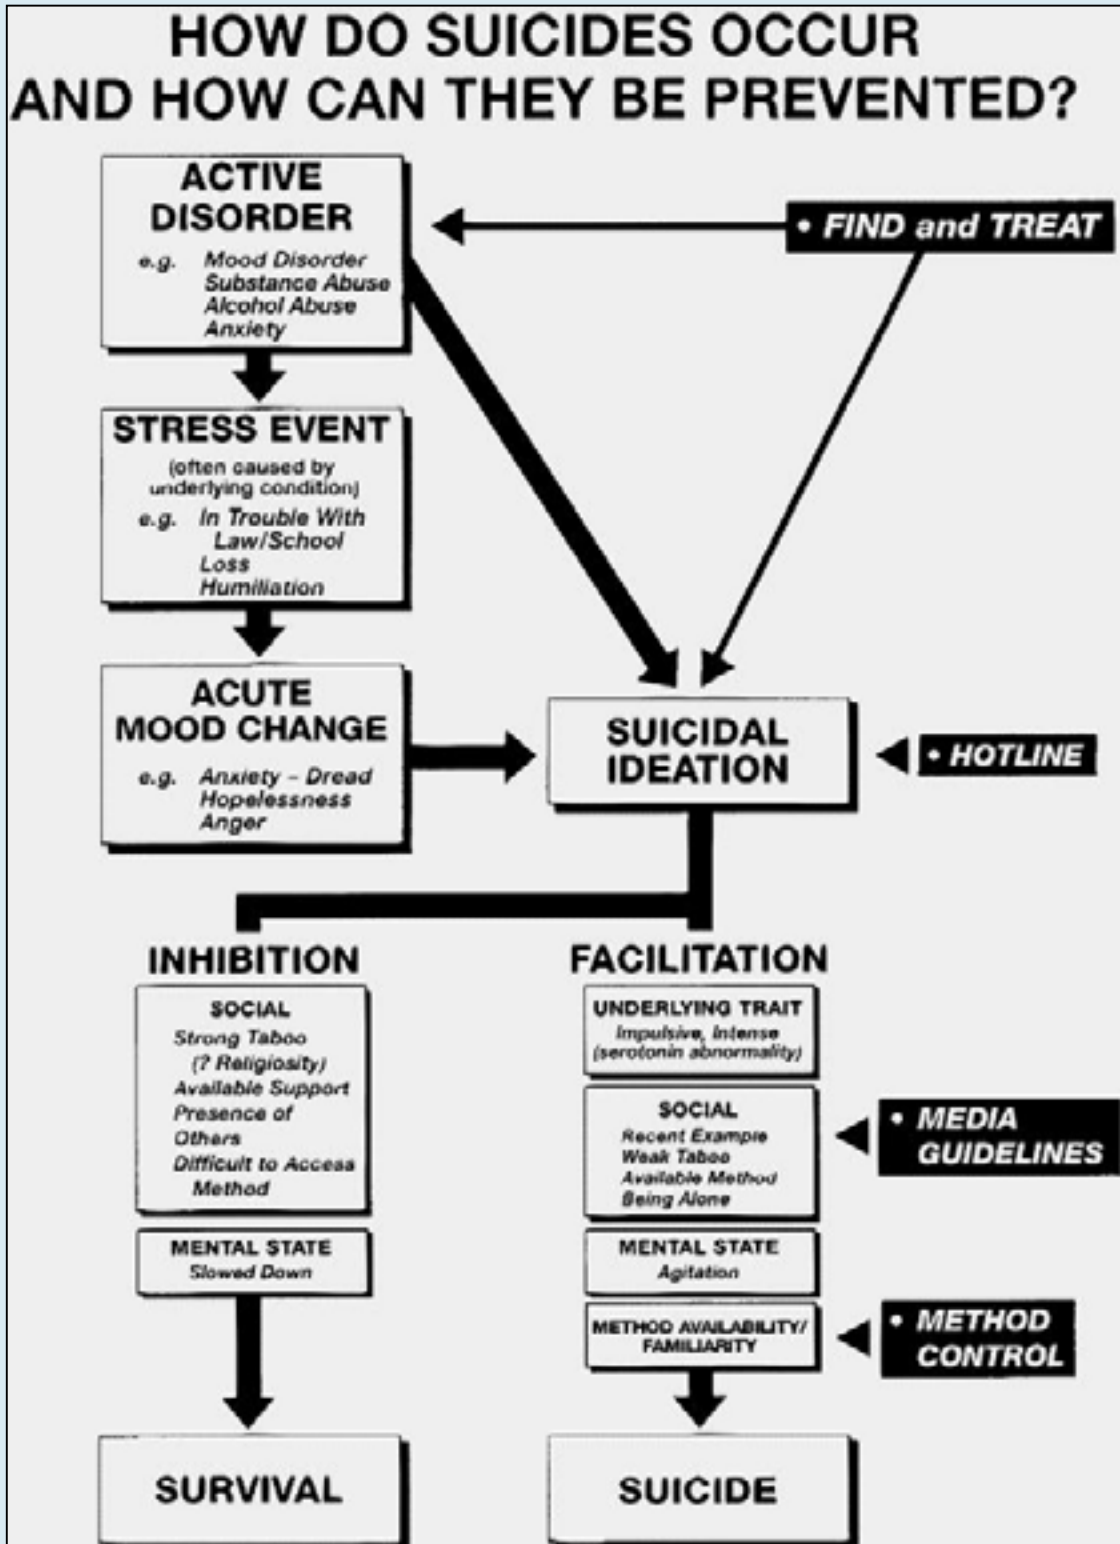 HOW DO SUICIDES OCCUR
AND HOW CAN THEY BE PREVENTED?
ACTIVE
DISORDER
e.g. Mood Disorder
Substance Abuse
Alcohol Abuse
Anxiety
• FIND and TREAT
STRESS EVENT
(often caused by
underlying condition)
e.g. In Trouble With
Law/School
Loss
Humiliation
ACUTE
MOOD CHANGE
e.g. Anxiety – Dread
Hopelessness
Anger
SUICIDAL
IDEATION
• HOTLINE
INHIBITION
SOCIAL
Strong Taboo
(? Religiosity)
Available Support
Presence of
Others
Difficult to Access
Method
MENTAL STATE
Slowed Down
SURVIVAL
FACILITATION
UNDERLYING TRAIT
Impulsive, Intense
(serotonin abnormality)
SOCIAL
Recent Example
Weak Taboo
Available Method
Being Alone
• MEDIA
GUIDELINES
MENTAL STATE
Agitation
METHOD AVAILABILITY/
FAMILIARITY
• METHOD
CONTROL
SUICIDE